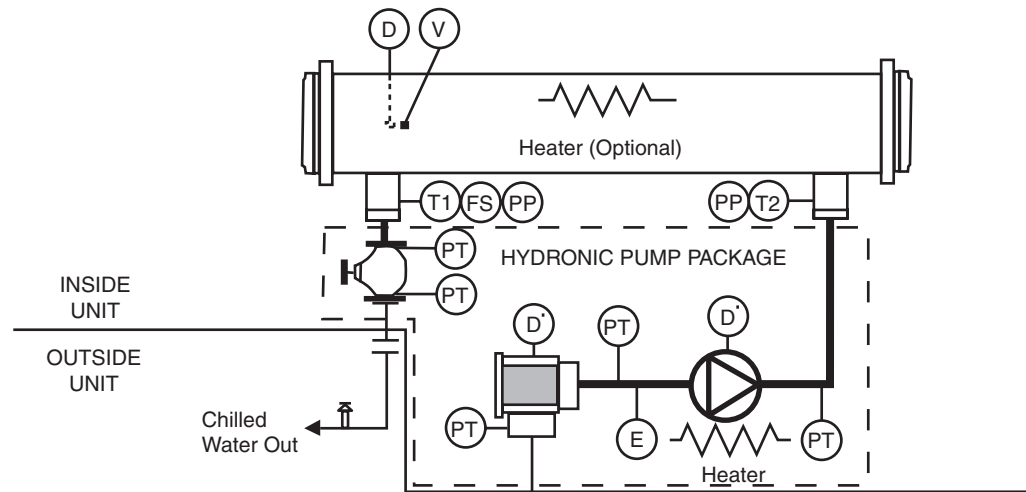 D
V
Heater (Optional)
T1
FS
PP
PP
T2
PT
HYDRONIC PUMP PACKAGE
PT
INSIDE
UNIT
OUTSIDE
UNIT
D*
PT
D*
Chilled
Water Out
PT
E
PT
Heater